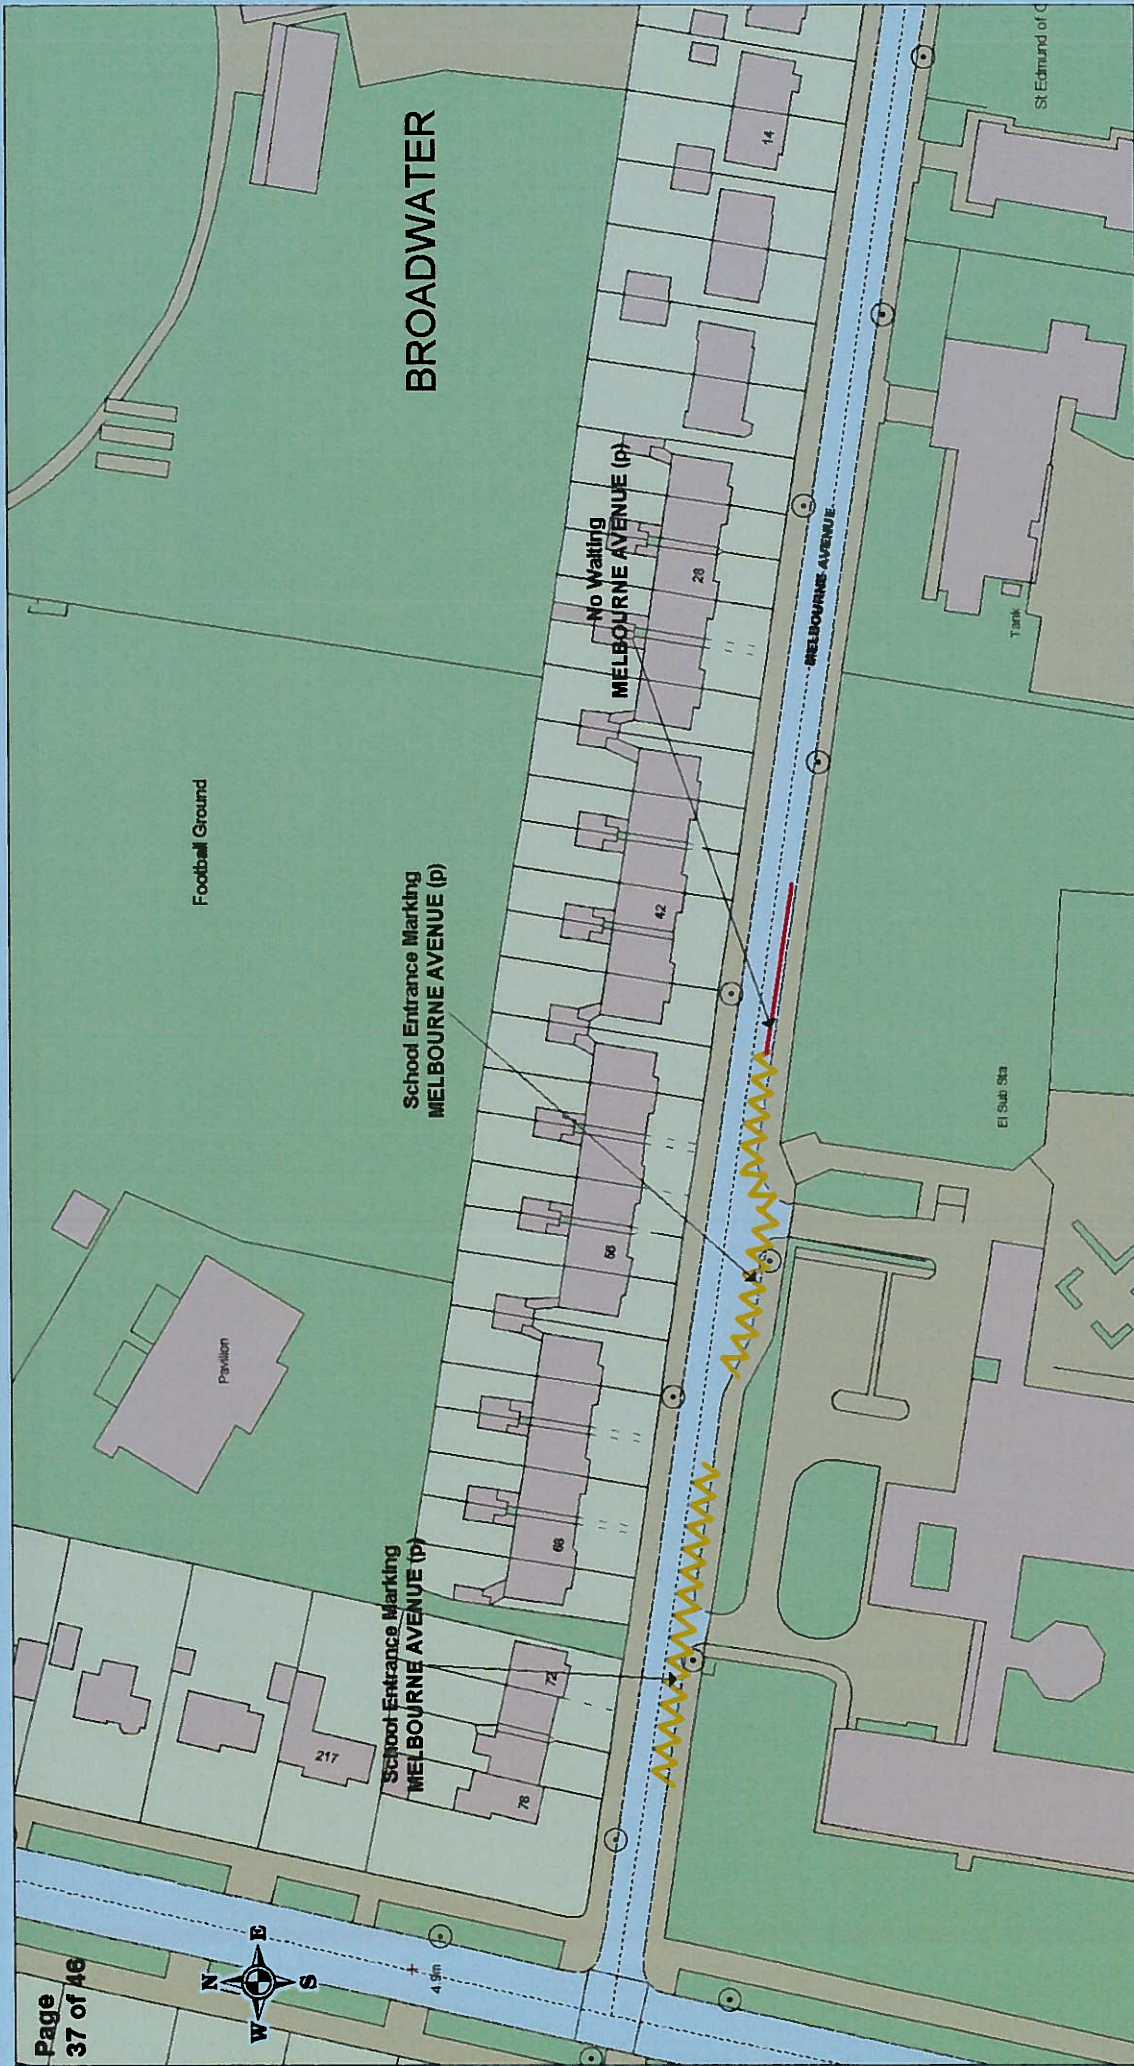 Page
37 of 46
N
W
E
S
4.9m
217
78
72
School Entrance Marking
MELBOURNE AVENUE (p)
Pavilion
68
56
School Entrance Marking
MELBOURNE AVENUE (p)
Football Ground
42
No Waiting
MELBOURNE AVENUE (p)
28
BROADWATER
14
MELBOURNE AVENUE
El Sub Sta
Tank
St Edmund of C